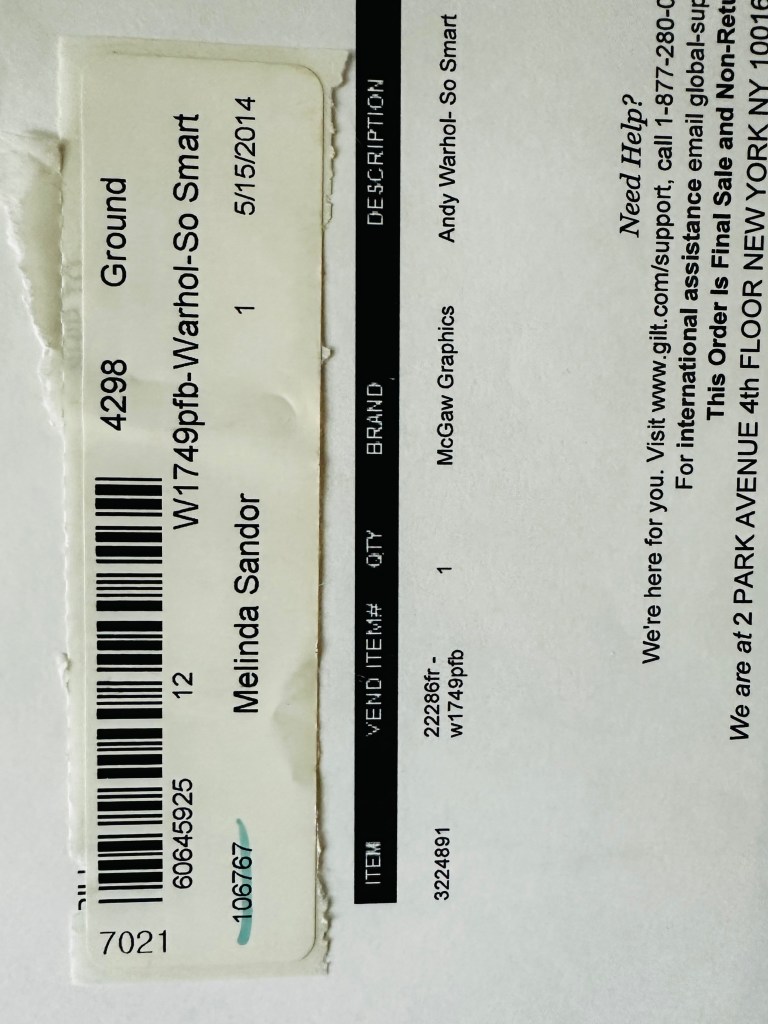 7021 4298 Ground
60645925 12 W1749pfb-Warhol-So Smart
106767 Melinda Sandor 1 5/15/2014
ITEM VEND ITEM# QTY BRAND DESCRIPTION
3224891 22286fr - 1 McGaw Graphics Andy Warhol- So Smart
w1749pfb
Need Help?
We're here for you. Visit www.gilt.com/support, call 1-877-280-
For international assistance email global-sup
This Order Is Final Sale and Non-Retu
We are at 2 PARK AVENUE 4th FLOOR NEW YORK NY 10016